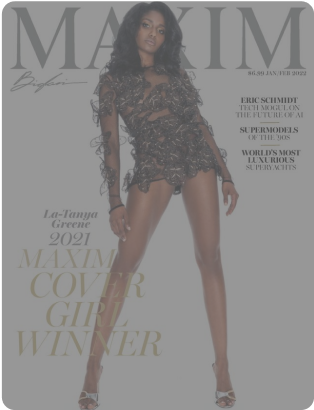 MAXIM
$6.99 JAN/FEB 2022
ERIC SCHMIDT
TECH MOGUL ON
THE FUTURE OF AI
SUPERMODELS
OF THE '80S
WORLD'S MOST
LUXURIOUS
SUPERYACHTS
La-Tanya
Greene
2021
MAXIM
COVER
GIRL
WINNER